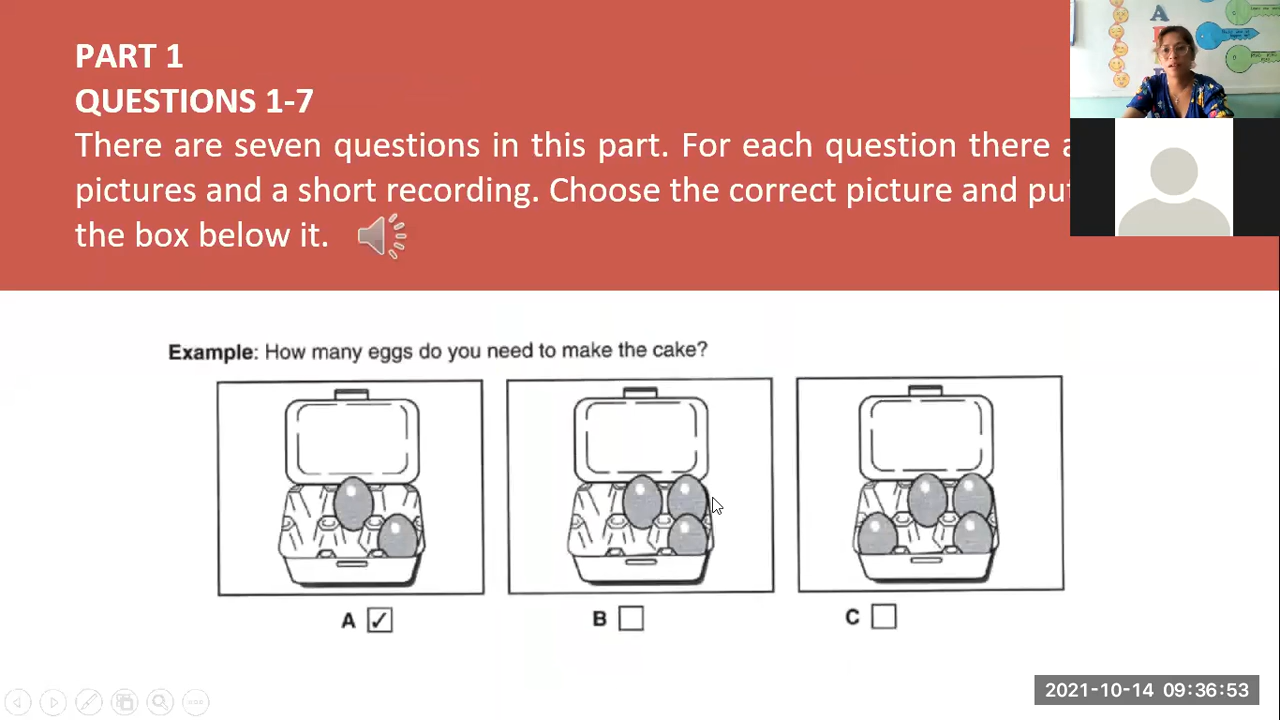 PART 1
QUESTIONS 1-7
There are seven questions in this part. For each question there
pictures and a short recording. Choose the correct picture and
the box below it.
Example: How many eggs do you need to make the cake?
A ✓
B
C
2021-10-14 09:36:53